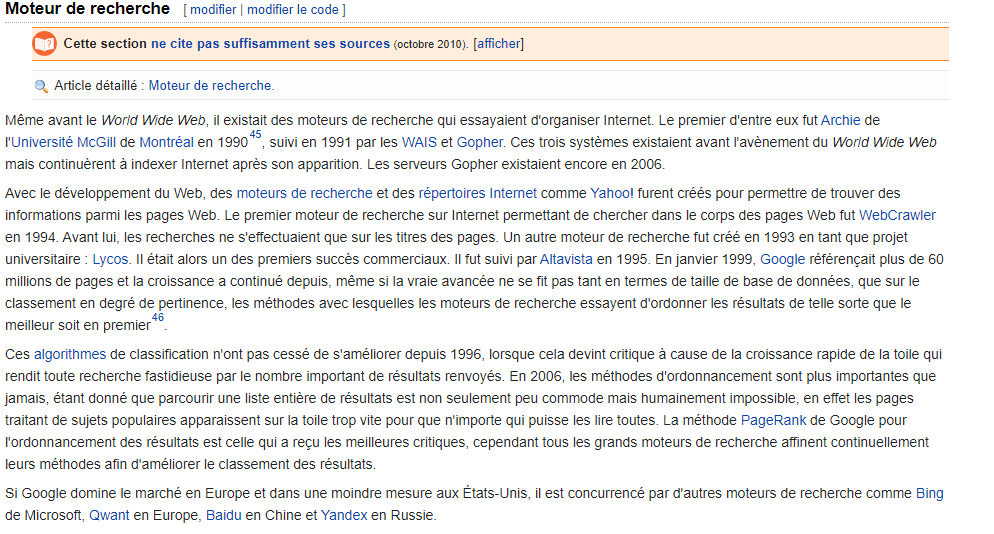 Moteur de recherche [ modifier | modifier le code ]
Cette section ne cite pas suffisamment ses sources (octobre 2010). [afficher]
Article détaillé : Moteur de recherche.
Même avant le World Wide Web, il existait des moteurs de recherche qui essayaient d'organiser Internet. Le premier d'entre eux fut Archie de
l'Université McGill de Montréal en 1990 45, suivi en 1991 par les WAIS et Gopher. Ces trois systèmes existaient avant l'avènement du World Wide Web
mais continuèrent à indexer Internet après son apparition. Les serveurs Gopher existaient encore en 2006.
Avec le développement du Web, des moteurs de recherche et des répertoires Internet comme Yahoo! furent créés pour permettre de trouver des
informations parmi les pages Web. Le premier moteur de recherche sur Internet permettant de chercher dans le corps des pages Web fut WebCrawler
en 1994. Avant lui, les recherches ne s'effectuaient que sur les titres des pages. Un autre moteur de recherche fut créé en 1993 en tant que projet
universitaire : Lycos. Il était alors un des premiers succès commerciaux. Il fut suivi par Altavista en 1995. En janvier 1999, Google référençait plus de 60
millions de pages et la croissance a continué depuis, même si la vraie avancée ne se fit pas tant en termes de taille de base de données, que sur le
classement en degré de pertinence, les méthodes avec lesquelles les moteurs de recherche essayent d'ordonner les résultats de telle sorte que le
meilleur soit en premier 46.
Ces algorithmes de classification n'ont pas cessé de s'améliorer depuis 1996, lorsque cela devint critique à cause de la croissance rapide de la toile qui
rendit toute recherche fastidieuse par le nombre important de résultats renvoyés. En 2006, les méthodes d'ordonnancement sont plus importantes que
jamais, étant donné que parcourir une liste entière de résultats est non seulement peu commode mais humainement impossible, en effet les pages
traitant de sujets populaires apparaissent sur la toile trop vite pour que n'importe qui puisse les lire toutes. La méthode PageRank de Google pour
l'ordonnancement des résultats est celle qui a reçu les meilleures critiques, cependant tous les grands moteurs de recherche affinent continuellement
leurs méthodes afin d'améliorer le classement des résultats.
Si Google domine le marché en Europe et dans une moindre mesure aux États-Unis, il est concurrencé par d'autres moteurs de recherche comme Bing
de Microsoft, Qwant en Europe, Baidu en Chine et Yandex en Russie.